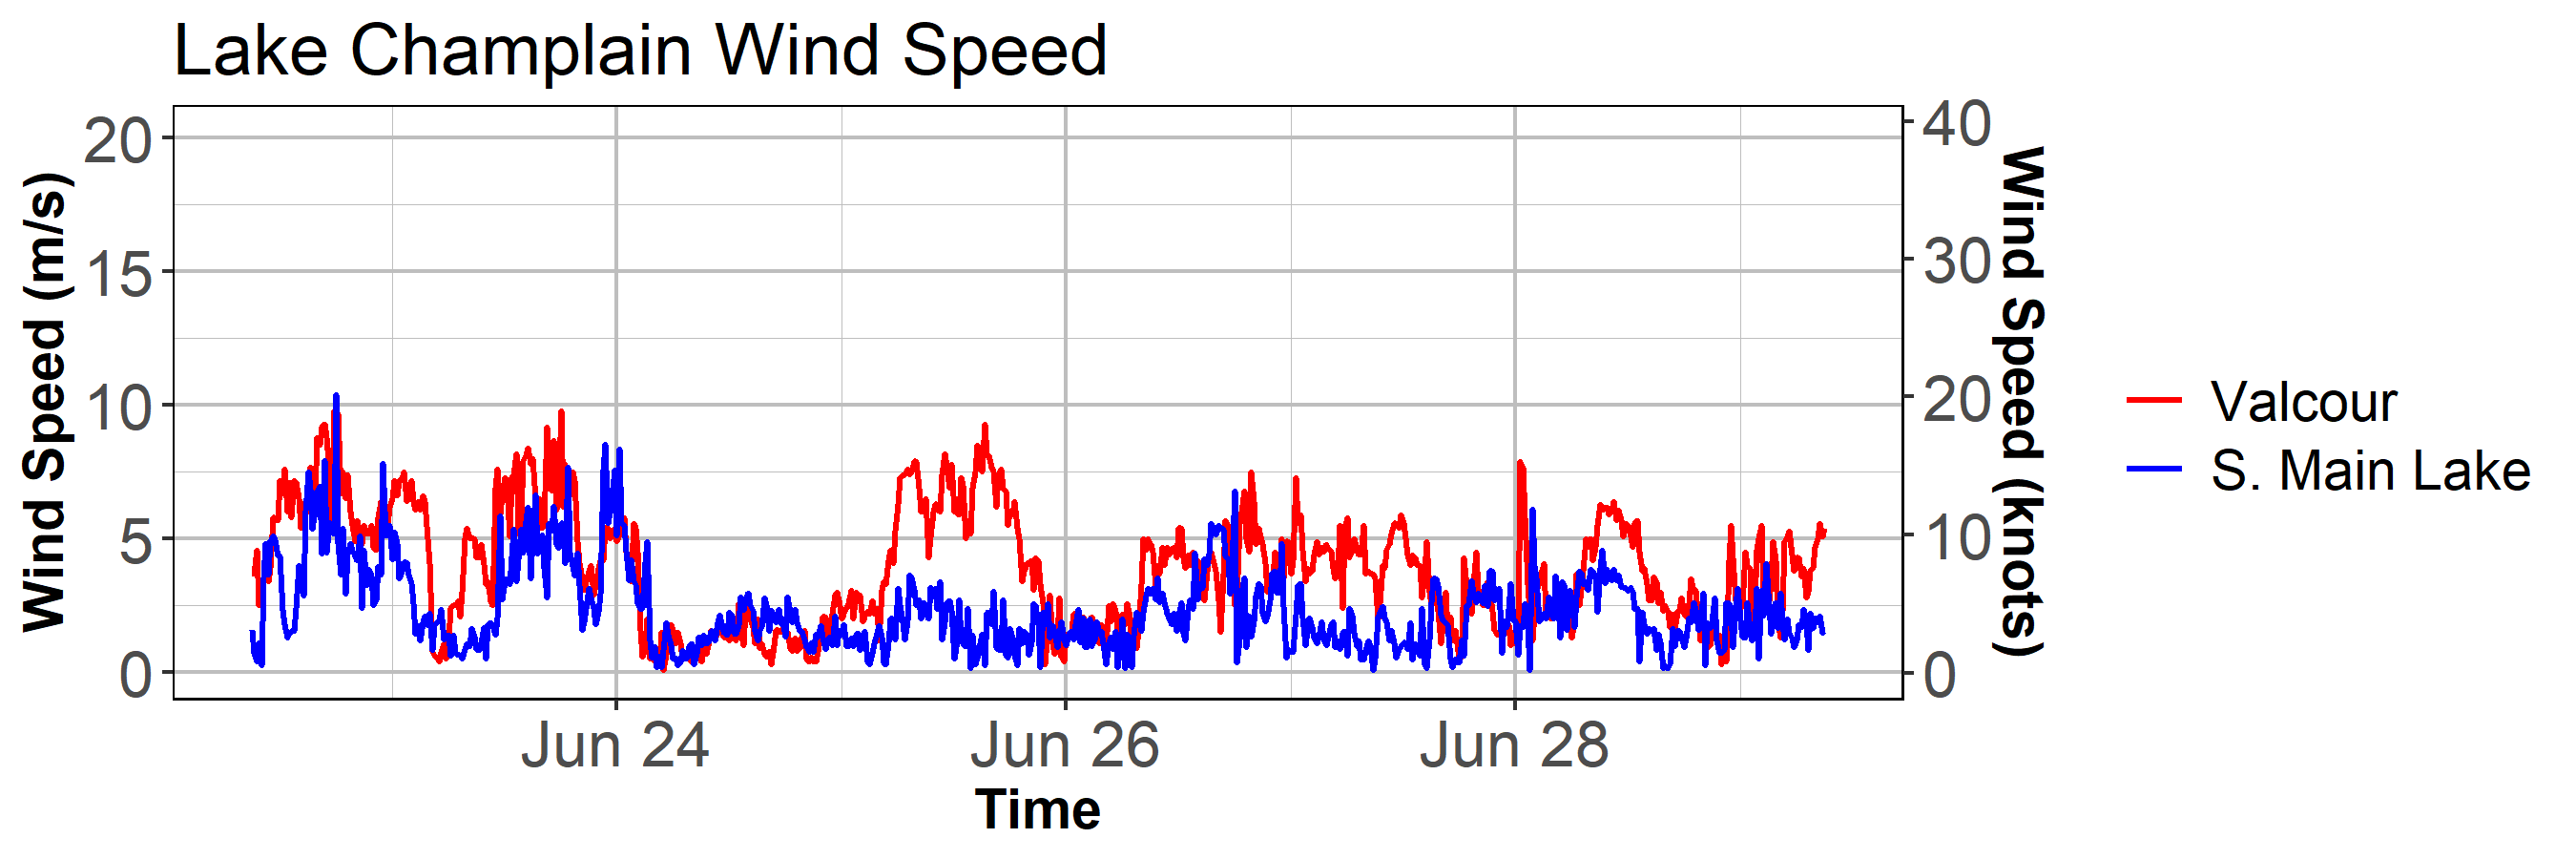 Lake Champlain Wind Speed
Wind Speed (m/s)
20
15
10
5
0
40
30
20
10
0
Wind Speed (knots)
Jun 24
Jun 26
Jun 28
Time
Valcour
S. Main Lake